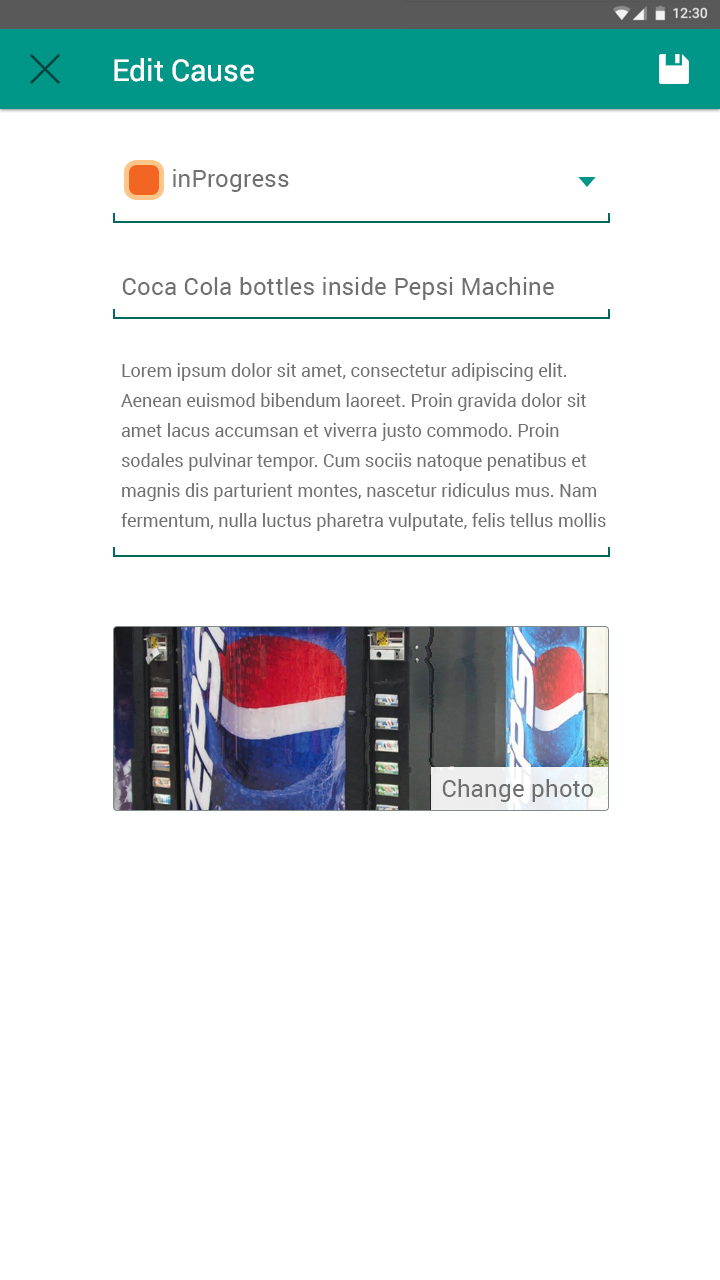 12:30
Edit Cause
inProgress
Coca Cola bottles inside Pepsi Machine
Lorem ipsum dolor sit amet, consectetur adipiscing elit.
Aenean euismod bibendum laoreet. Proin gravida dolor sit
amet lacus accumsan et viverra justo commodo. Proin
sodales pulvinar tempor. Cum sociis natoque penatibus et
magnis dis parturient montes, nascetur ridiculus mus. Nam
fermentum, nulla luctus pharetra vulputate, felis tellus mollis
PEPSI
PEPSI
Change photo